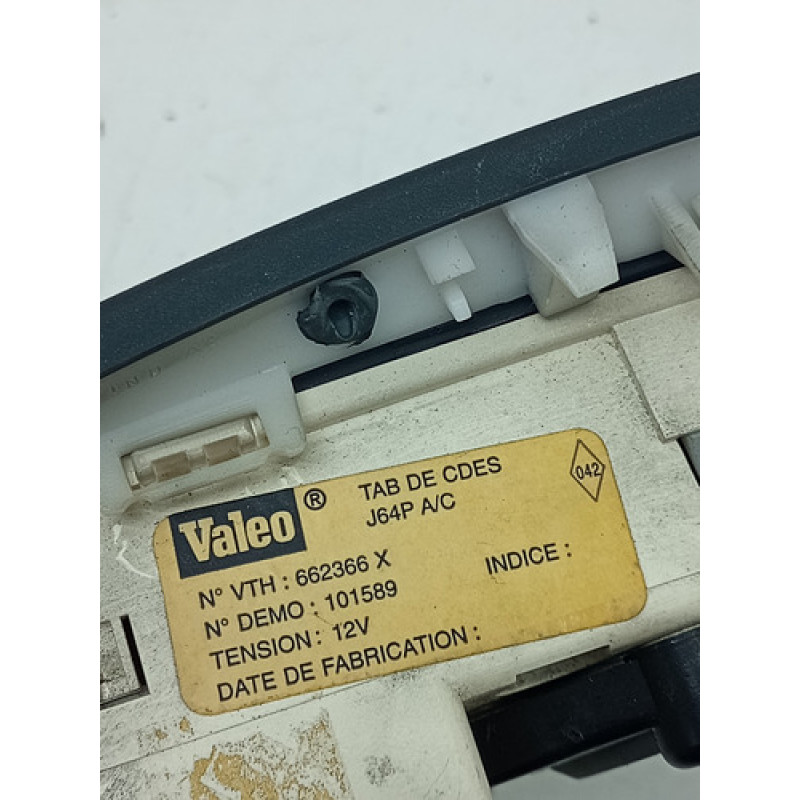 Valeo ® TAB DE CDES
J64P A/C
042
N° VTH : 662366 X
N° DEMO : 101589
INDICE :
TENSION : 12V
DATE DE FABRICATION :